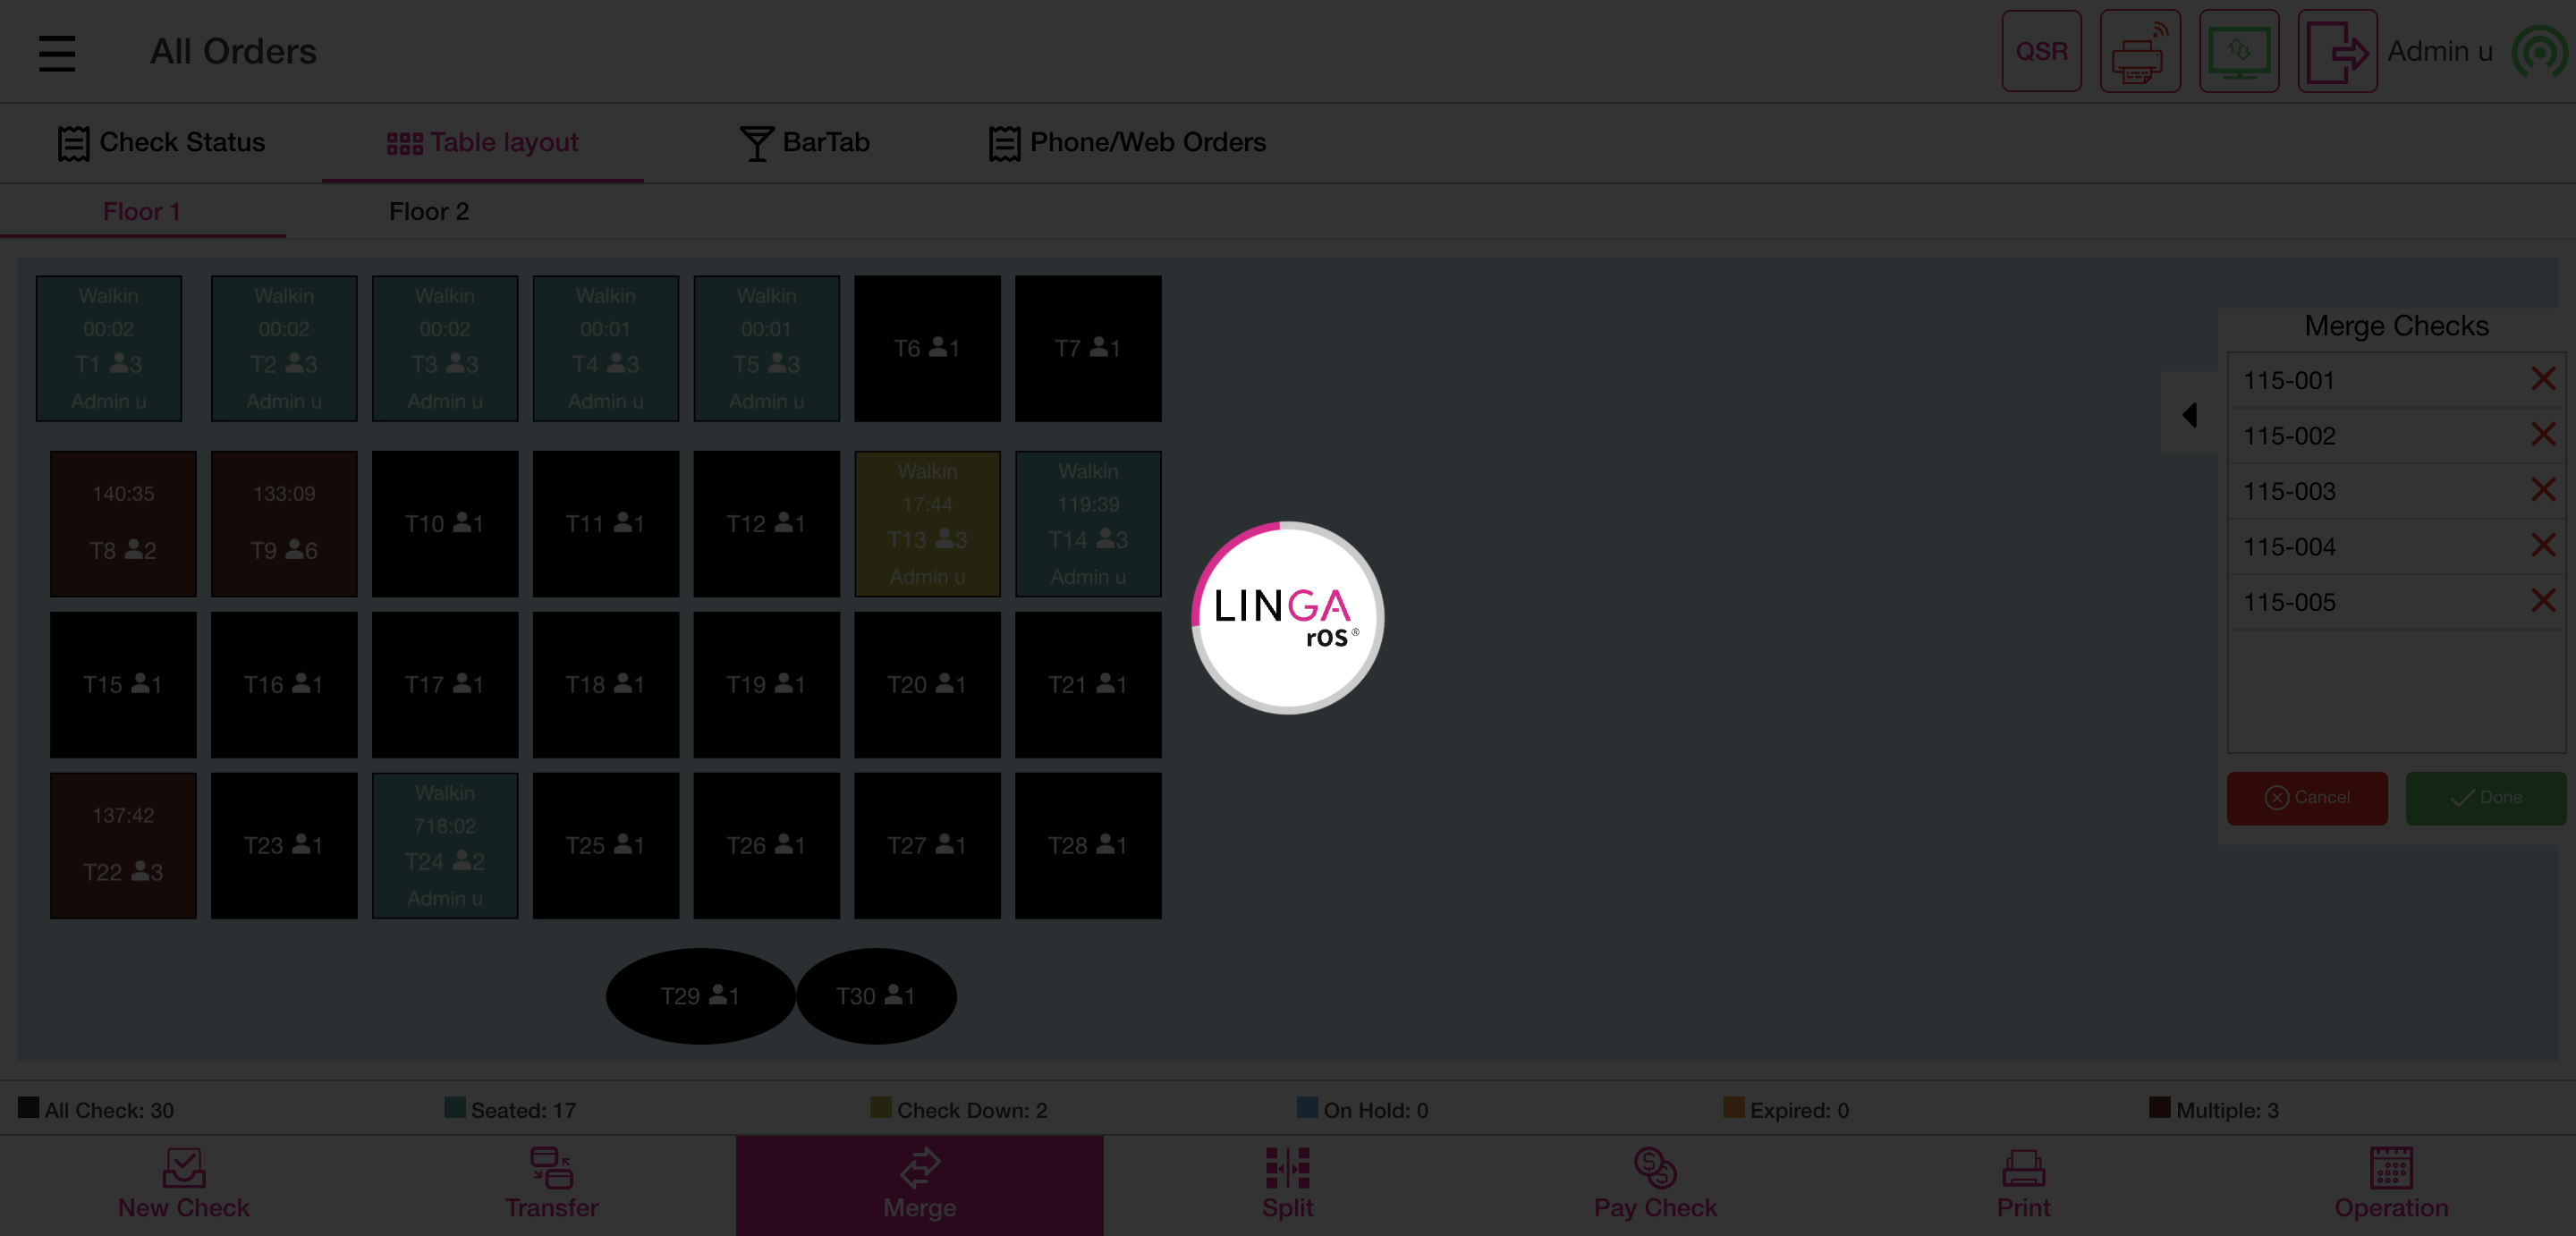 All Orders
QSR
Admin u
Check Status
Table layout
BarTab
Phone/Web Orders
Floor 1
Floor 2
Walkin
00:02
T1 3
Admin u
Walkin
00:02
T2 3
Admin u
Walkin
00:02
T3 3
Admin u
Walkin
00:01
T4 3
Admin u
Walkin
00:01
T5 3
Admin u
T6 1
T7 1
140:35
T8 2
133:09
T9 6
T10 1
T11 1
T12 1
Walkin
17:44
T13 3
Admin u
Walkin
119:39
T14 3
Admin u
T15 1
T16 1
T17 1
T18 1
T19 1
T20 1
T21 1
137:42
T22 3
T23 1
Walkin
718:02
T24 2
Admin u
T25 1
T26 1
T27 1
T28 1
T29 1
T30 1
LINGA
rOS®
Merge Checks
115-001
115-002
115-003
115-004
115-005
Cancel
Done
All Check: 30
Seated: 17
Check Down: 2
On Hold: 0
Expired: 0
Multiple: 3
New Check
Transfer
Merge
Split
Pay Check
Print
Operation